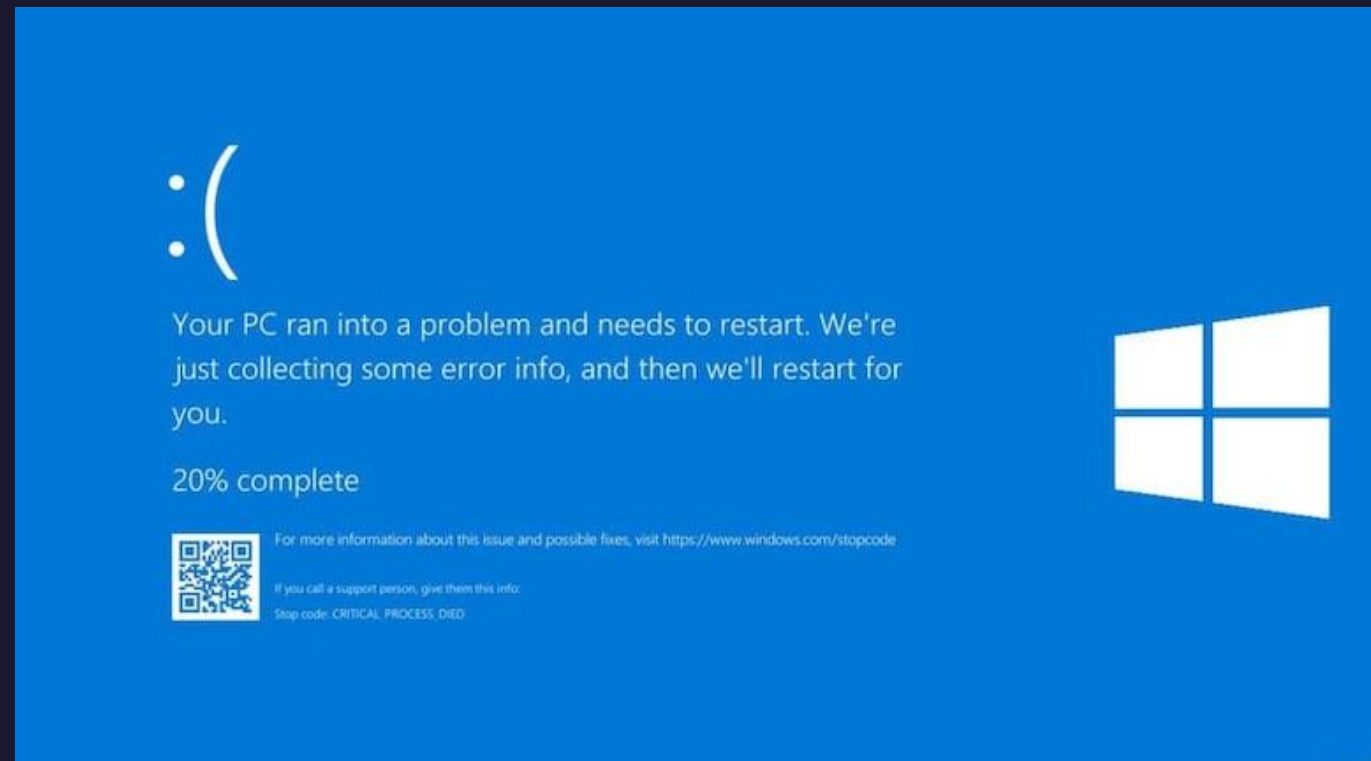 :(
Your PC ran into a problem and needs to restart. We're
just collecting some error info, and then we'll restart for
you.
20% complete
For more information about this issue and possible fixes, visit https://www.windows.com/stopcode
If you call a support person, give them this info:
Stop code: CRITICAL_PROCESS_DIED